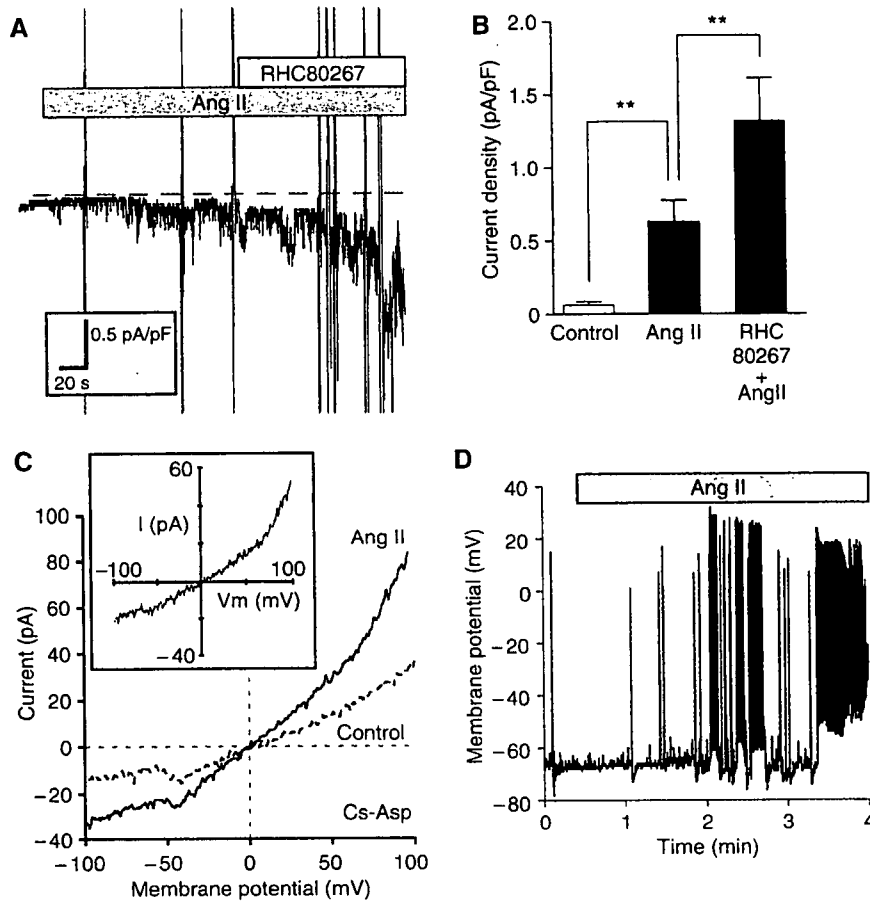 A
RHC80267
Ang II
0.5 pA/pF
20 s
B
Current density (pA/pF)
2.0
1.5
1.0
0.5
0
**
**
Control
Ang II
RHC
80267
+
AngII
C
Current (pA)
100
80
60
40
20
0
−20
−40
−100
−50
0
50
100
Membrane potential (mV)
Ang II
Control
Cs-Asp
60
I (pA)
−100
100
Vm (mV)
−40
D
Ang II
Membrane potential (mV)
40
20
0
−20
−40
−60
−80
0
1
2
3
4
Time (min)